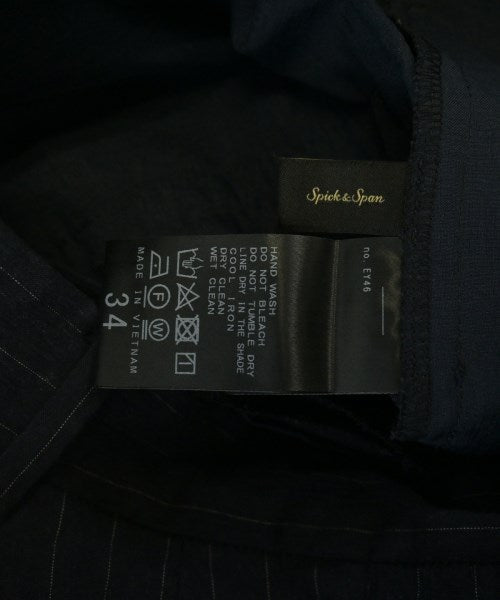 Spick & Span
no. EY46
HAND WASH
DO NOT BLEACH
DO NOT TUMBLE DRY
LINE DRY IN THE SHADE
COOL IRON
DRY CLEAN
WET CLEAN
F
W
1
MADE IN VIETNAM
34